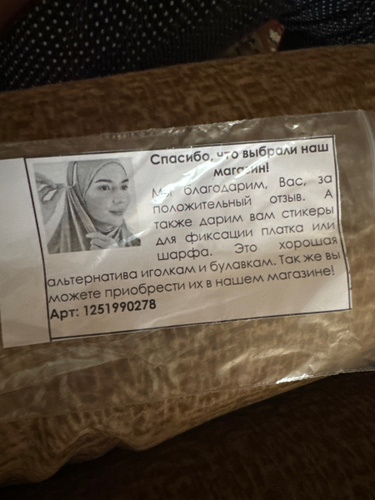 Спасибо, что выбрали наш
магазин!
Мы благодарим, Вас, за
положительный отзыв. А
также дарим вам стикеры
для фиксации платка или
шарфа. Это хорошая
альтернатива иголкам и булавкам. Так же вы
можете приобрести их в нашем магазине!
Арт: 1251990278